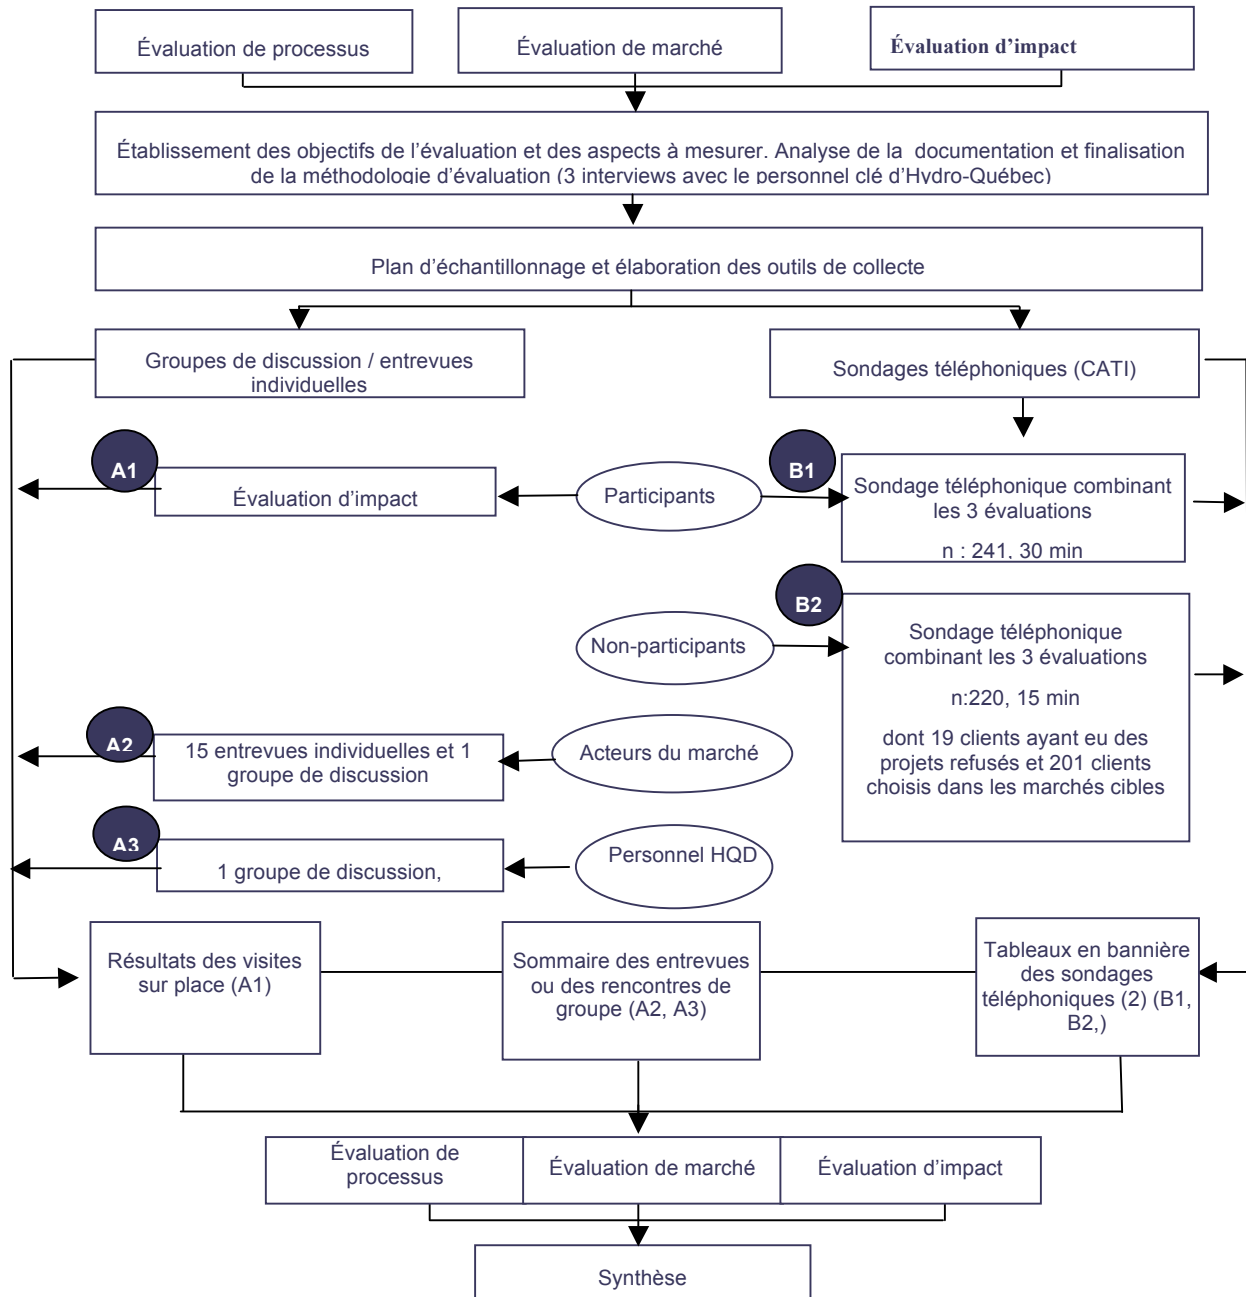 Évaluation de processus
Évaluation de marché
Évaluation d'impact
Établissement des objectifs de l'évaluation et des aspects à mesurer. Analyse de la documentation et finalisation
de la méthodologie d'évaluation (3 interviews avec le personnel clé d'Hydro-Québec)
Plan d'échantillonnage et élaboration des outils de collecte
Groupes de discussion / entrevues
individuelles
Sondages téléphoniques (CATI)
A1
Évaluation d'impact
Participants
B1
Sondage téléphonique combinant
les 3 évaluations
n : 241, 30 min
Non-participants
B2
Sondage téléphonique
combinant les 3 évaluations
n:220, 15 min
dont 19 clients ayant eu des
projets refusés et 201 clients
choisis dans les marchés cibles
A2
15 entrevues individuelles et 1
groupe de discussion
Acteurs du marché
A3
1 groupe de discussion,
Personnel HQD
Résultats des visites
sur place (A1)
Sommaire des entrevues
ou des rencontres de
groupe (A2, A3)
Tableaux en bannière
des sondages
téléphoniques (2) (B1,
B2,)
Évaluation de
processus
Évaluation de marché
Évaluation d'impact
Synthèse